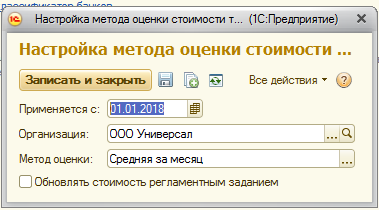 лассификатор банков
Настройка метода оценки стоимости т... (1С:Предприятие)
Настройка метода оценки стоимости ...
Записать и закрыть Все действия ?
Применяется с: 01.01.2018
Организация: ООО Универсал ...
Метод оценки: Средняя за месяц ...
Обновлять стоимость регламентным заданием